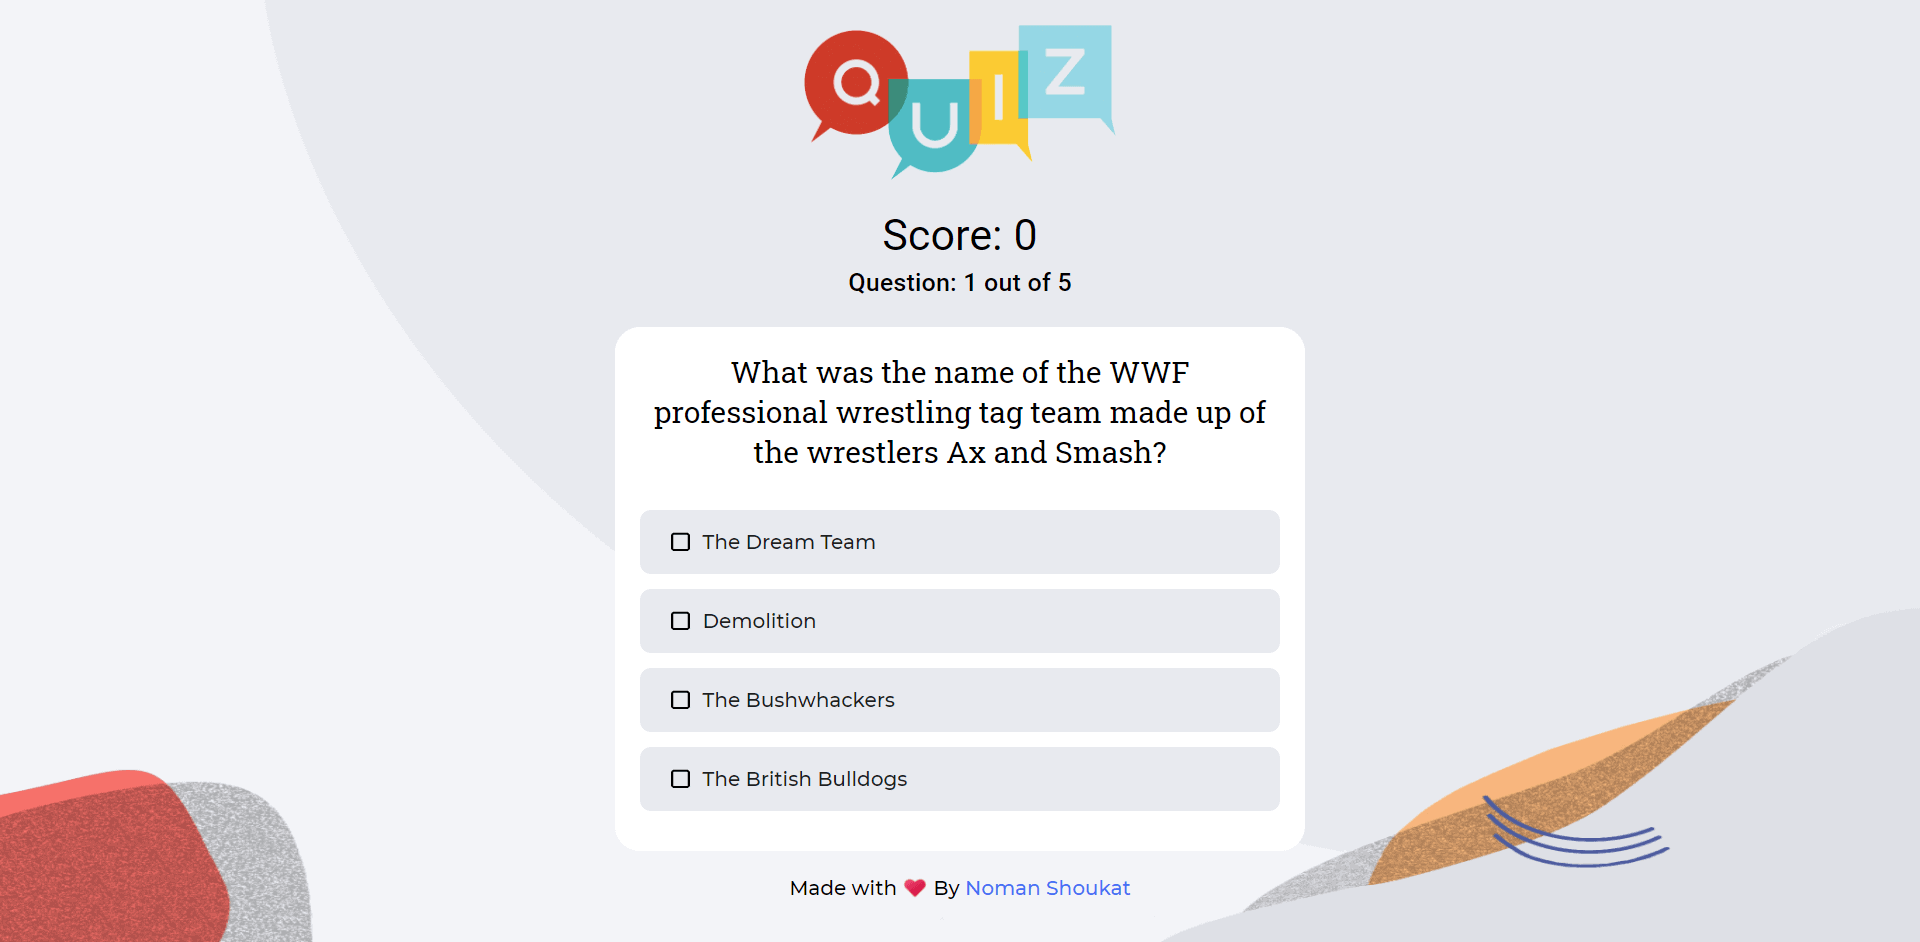 QUIZ
Score: 0
Question: 1 out of 5
What was the name of the WWF
professional wrestling tag team made up of
the wrestlers Ax and Smash?
The Dream Team
Demolition
The Bushwhackers
The British Bulldogs
Made with ❤️ By Noman Shoukat